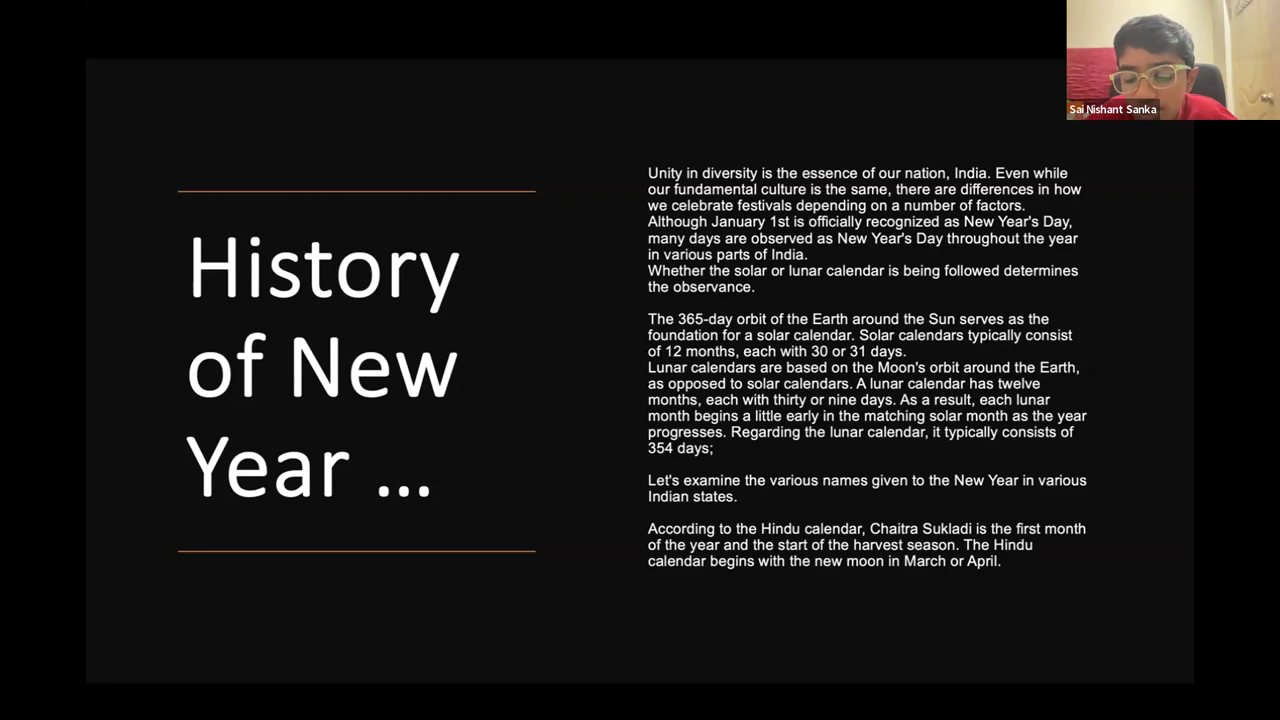 Sai Nishant Sanka
History
of New
Year ...
Unity in diversity is the essence of our nation, India. Even while
our fundamental culture is the same, there are differences in how
we celebrate festivals depending on a number of factors.
Although January 1st is officially recognized as New Year's Day,
many days are observed as New Year's Day throughout the year
in various parts of India.
Whether the solar or lunar calendar is being followed determines
the observance.
The 365-day orbit of the Earth around the Sun serves as the
foundation for a solar calendar. Solar calendars typically consist
of 12 months, each with 30 or 31 days.
Lunar calendars are based on the Moon's orbit around the Earth,
as opposed to solar calendars. A lunar calendar has twelve
months, each with thirty or nine days. As a result, each lunar
month begins a little early in the matching solar month as the year
progresses. Regarding the lunar calendar, it typically consists of
354 days;
Let's examine the various names given to the New Year in various
Indian states.
According to the Hindu calendar, Chaitra Sukladi is the first month
of the year and the start of the harvest season. The Hindu
calendar begins with the new moon in March or April.